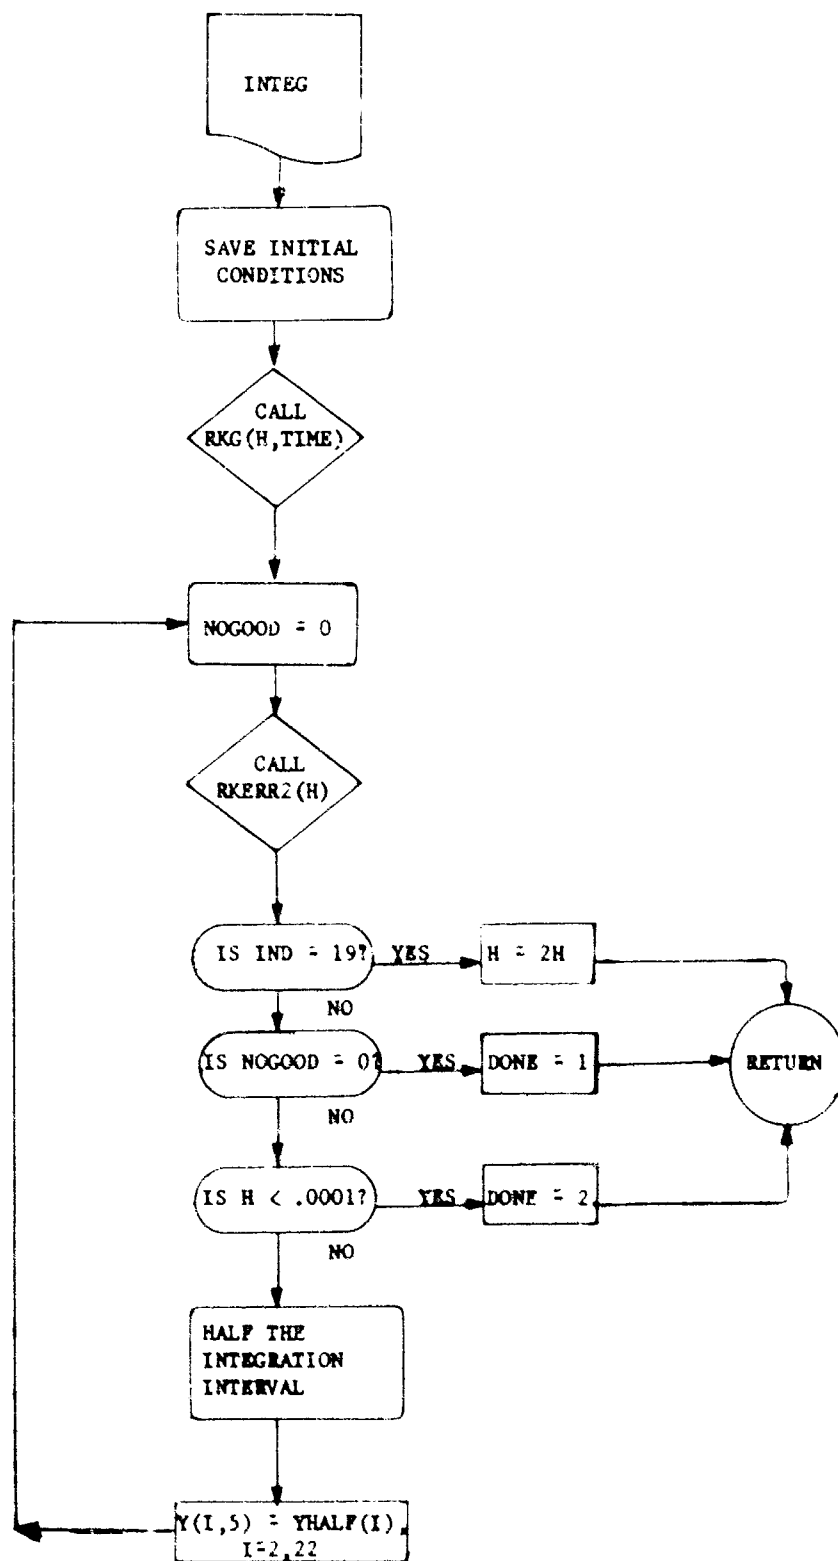 INTEG
SAVE INITIAL
CONDITIONS
CALL
RKG(H,TIME)
NOGOOD = 0
CALL
RKERR2(H)
IS IND = 19? YES H = 2H
NO
IS NOGOOD = 0? YES DONE = 1 RETURN
NO
IS H < .0001? YES DONE = 2
NO
HALF THE
INTEGRATION
INTERVAL
Y(I,5) = YHALF(I),
I=2,22